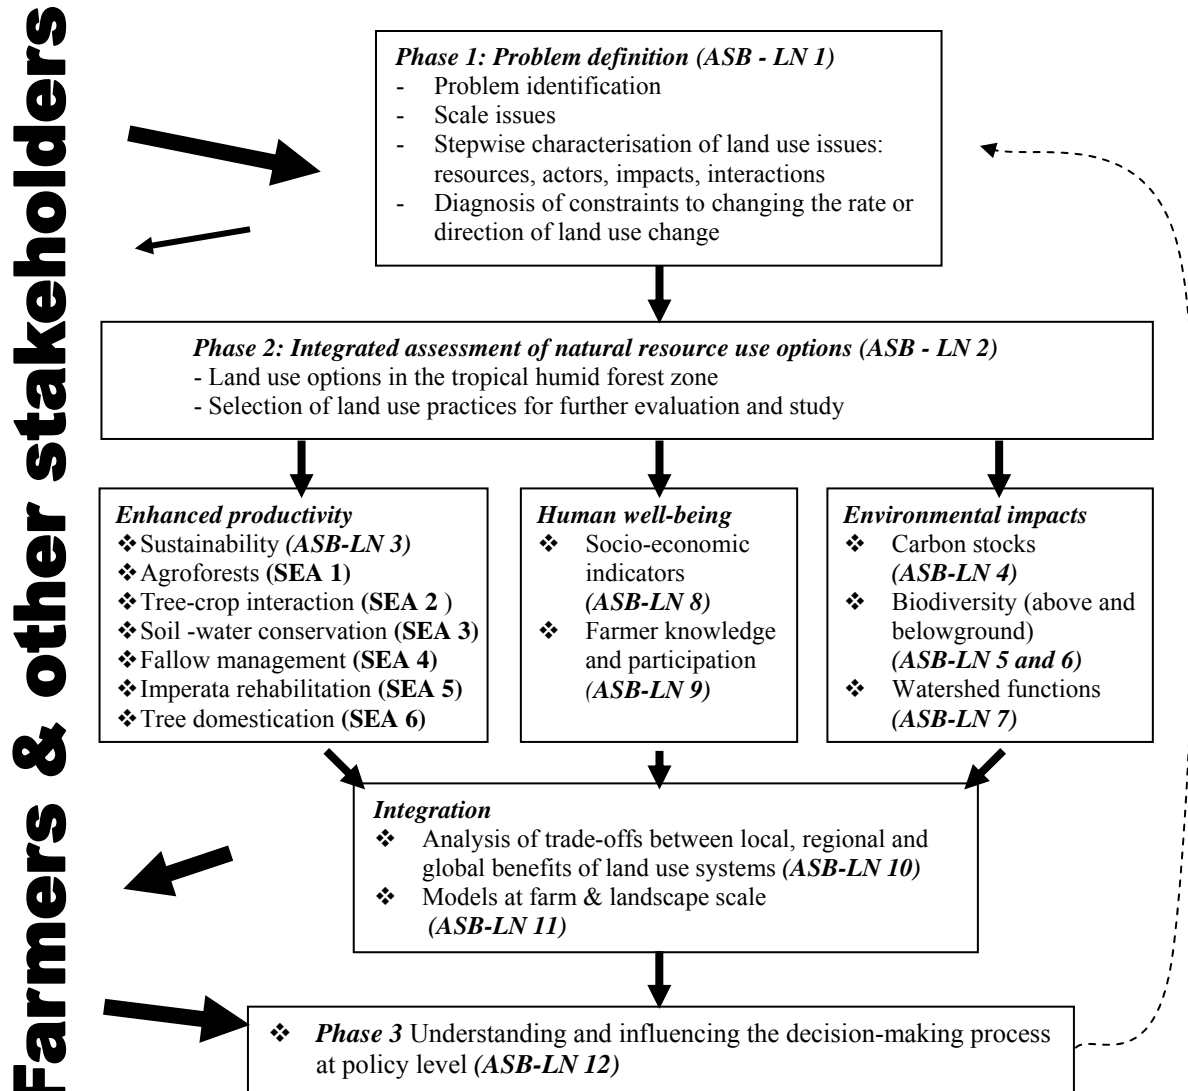 Farmers & other stakeholders
Phase 1: Problem definition (ASB - LN 1)
- Problem identification
- Scale issues
- Stepwise characterisation of land use issues:
resources, actors, impacts, interactions
- Diagnosis of constraints to changing the rate or
direction of land use change
Phase 2: Integrated assessment of natural resource use options (ASB - LN 2)
- Land use options in the tropical humid forest zone
- Selection of land use practices for further evaluation and study
Enhanced productivity
❖Sustainability (ASB-LN 3)
❖Agroforests (SEA 1)
❖Tree-crop interaction (SEA 2 )
❖Soil -water conservation (SEA 3)
❖Fallow management (SEA 4)
❖Imperata rehabilitation (SEA 5)
❖Tree domestication (SEA 6)
Human well-being
❖ Socio-economic
indicators
(ASB-LN 8)
❖ Farmer knowledge
and participation
(ASB-LN 9)
Environmental impacts
❖ Carbon stocks
(ASB-LN 4)
❖ Biodiversity (above and
belowground)
(ASB-LN 5 and 6)
❖ Watershed functions
(ASB-LN 7)
Integration
❖ Analysis of trade-offs between local, regional and
global benefits of land use systems (ASB-LN 10)
❖ Models at farm & landscape scale
(ASB-LN 11)
❖ Phase 3 Understanding and influencing the decision-making process
at policy level (ASB-LN 12)